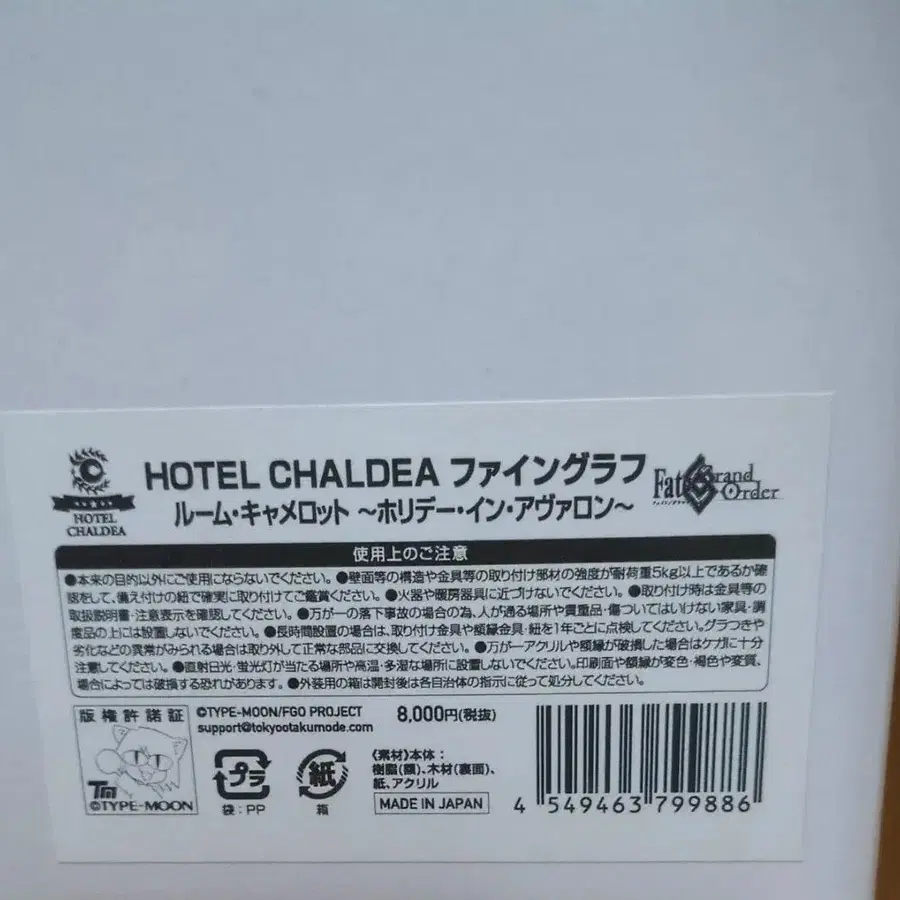 HOTEL CHALDEA ファイングラフ
ルーム・キャメロット ～ホリデー・イン・アヴァロン～
HOTEL
CHALDEA
Fate Grand
Order
使用上のご注意
●本来の目的以外にご使用にならないでください。●壁面等の構造や金具等の取り付け部材の強度が耐荷重5kg以上であるか確
認をして、備え付けの紐で確実に取り付けてご鑑賞ください。●火器や暖房器具に近づけないでください。●取り付け時は金具等の
取扱説明書・注意表示を確認してください。●万が一の落下事故の場合の為、人が通る場所や貴重品・傷ついてはいけない家具・調
度品の上には設置しないでください。●長時間設置の場合は、取り付け金具や額縁金具・紐を1年ごとに点検してください。グラつきや
劣化などの異常がみられる場合は取り外して正常な部品に交換してください。●万が一アクリルや額縁が破損した場合はケガに十分
注意してください。●直射日光・蛍光灯が当たる場所や高温・多湿な場所に設置しないでください。印刷面や額縁が変色・褐色や変質、
場合によっては破損する恐れがあります。●外装用の箱は開封後は各自治体の指示に従って処分してください。
版権許諾証
TM
©TYPE-MOON
©TYPE-MOON/FGO PROJECT
8,000円(税抜)
support@tokyootakumode.com
プラ
袋:PP
紙
箱
〈素材〉本体:
樹脂(額)、木材(裏面)、
紙、アクリル
MADE IN JAPAN
4 549463 799886